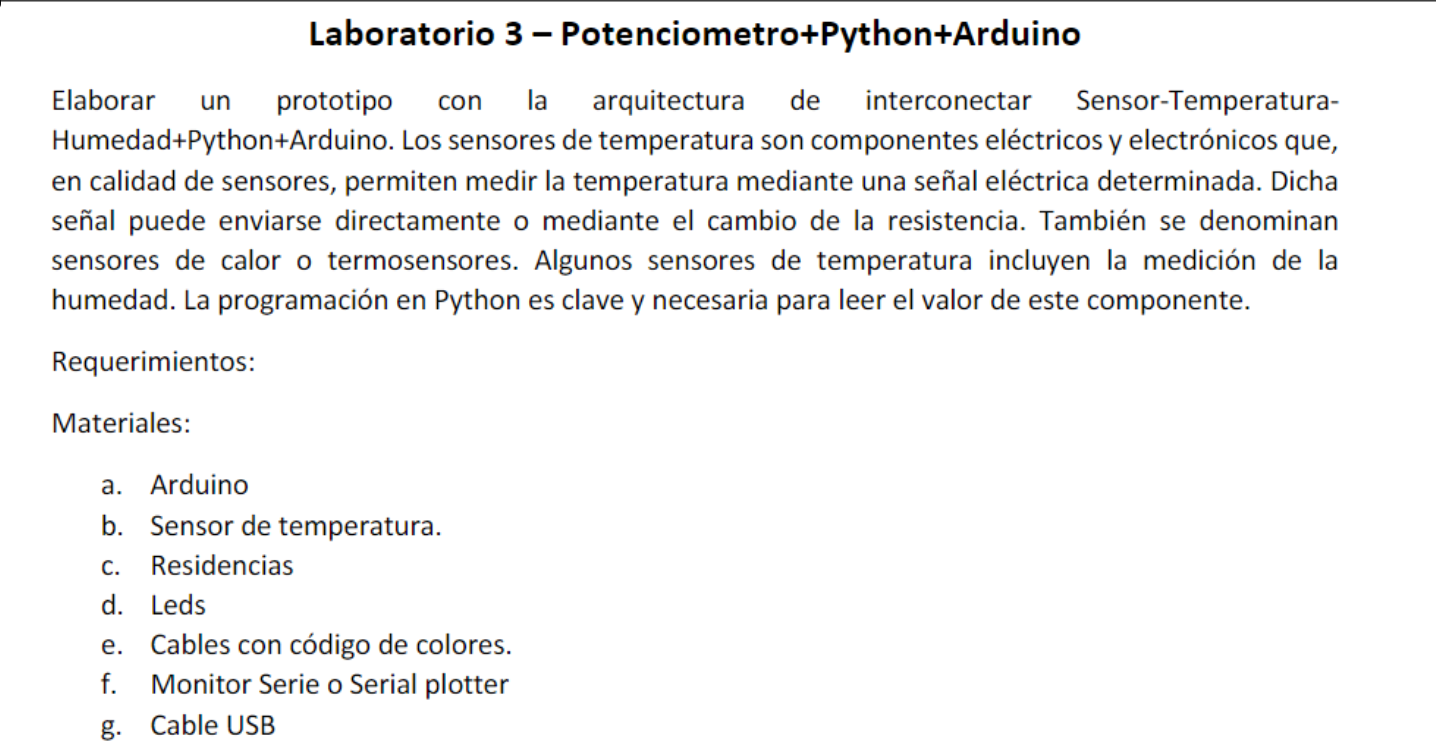 Laboratorio 3 – Potenciometro+Python+Arduino
Elaborar un prototipo con la arquitectura de interconectar Sensor-Temperatura-
Humedad+Python+Arduino. Los sensores de temperatura son componentes eléctricos y electrónicos que,
en calidad de sensores, permiten medir la temperatura mediante una señal eléctrica determinada. Dicha
señal puede enviarse directamente o mediante el cambio de la resistencia. También se denominan
sensores de calor o termosensores. Algunos sensores de temperatura incluyen la medición de la
humedad. La programación en Python es clave y necesaria para leer el valor de este componente.
Requerimientos:
Materiales:
a. Arduino
b. Sensor de temperatura.
c. Residencias
d. Leds
e. Cables con código de colores.
f. Monitor Serie o Serial plotter
g. Cable USB